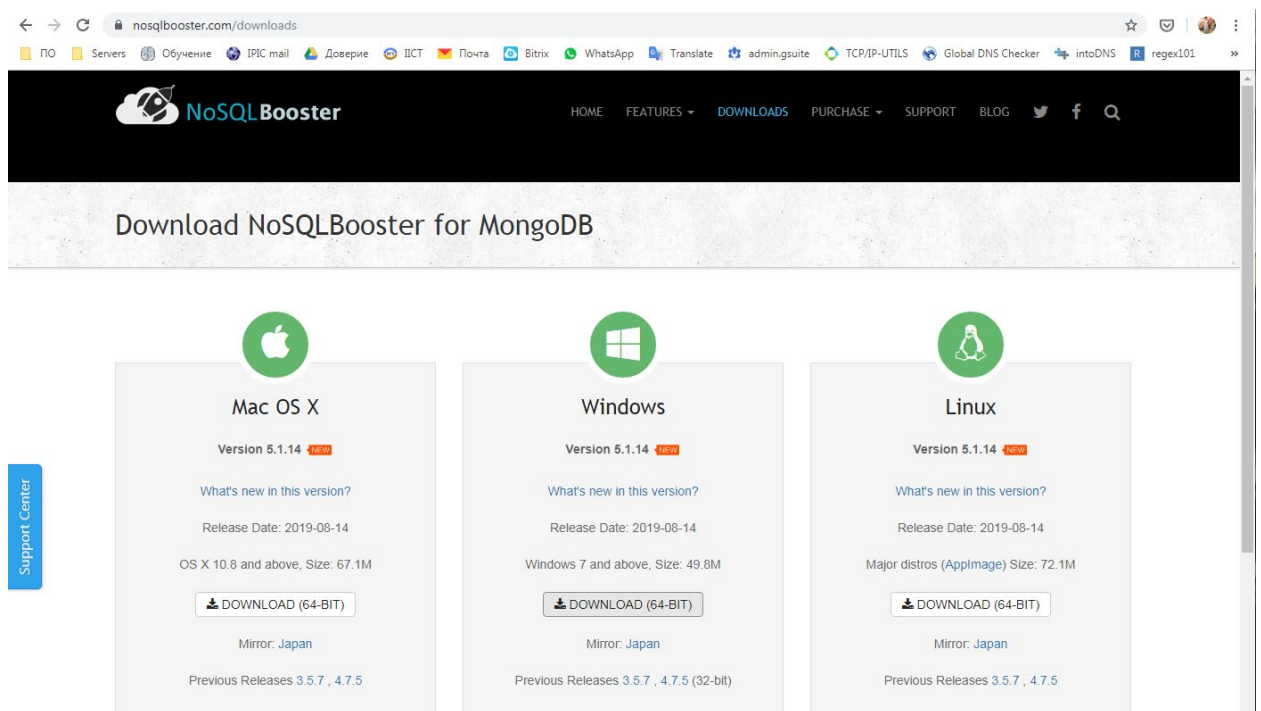 nosqlbooster.com/downloads
ПО Servers Обучение IPIC mail Доверие IICT Почта Bitrix WhatsApp Translate admin.gsuite TCP/IP-UTILS Global DNS Checker intoDNS R regex101 »
NoSQLBooster HOME FEATURES DOWNLOADS PURCHASE SUPPORT BLOG
Download NoSQLBooster for MongoDB
Mac OS X
Version 5.1.14 NEW
What's new in this version?
Release Date: 2019-08-14
OS X 10.8 and above, Size: 67.1M
DOWNLOAD (64-BIT)
Mirror: Japan
Previous Releases 3.5.7 , 4.7.5
Windows
Version 5.1.14 NEW
What's new in this version?
Release Date: 2019-08-14
Windows 7 and above, Size: 49.8M
DOWNLOAD (64-BIT)
Mirror: Japan
Previous Releases 3.5.7 , 4.7.5 (32-bit)
Linux
Version 5.1.14 NEW
What's new in this version?
Release Date: 2019-08-14
Major distros (AppImage) Size: 72.1M
DOWNLOAD (64-BIT)
Mirror: Japan
Previous Releases 3.5.7 , 4.7.5
Support Center